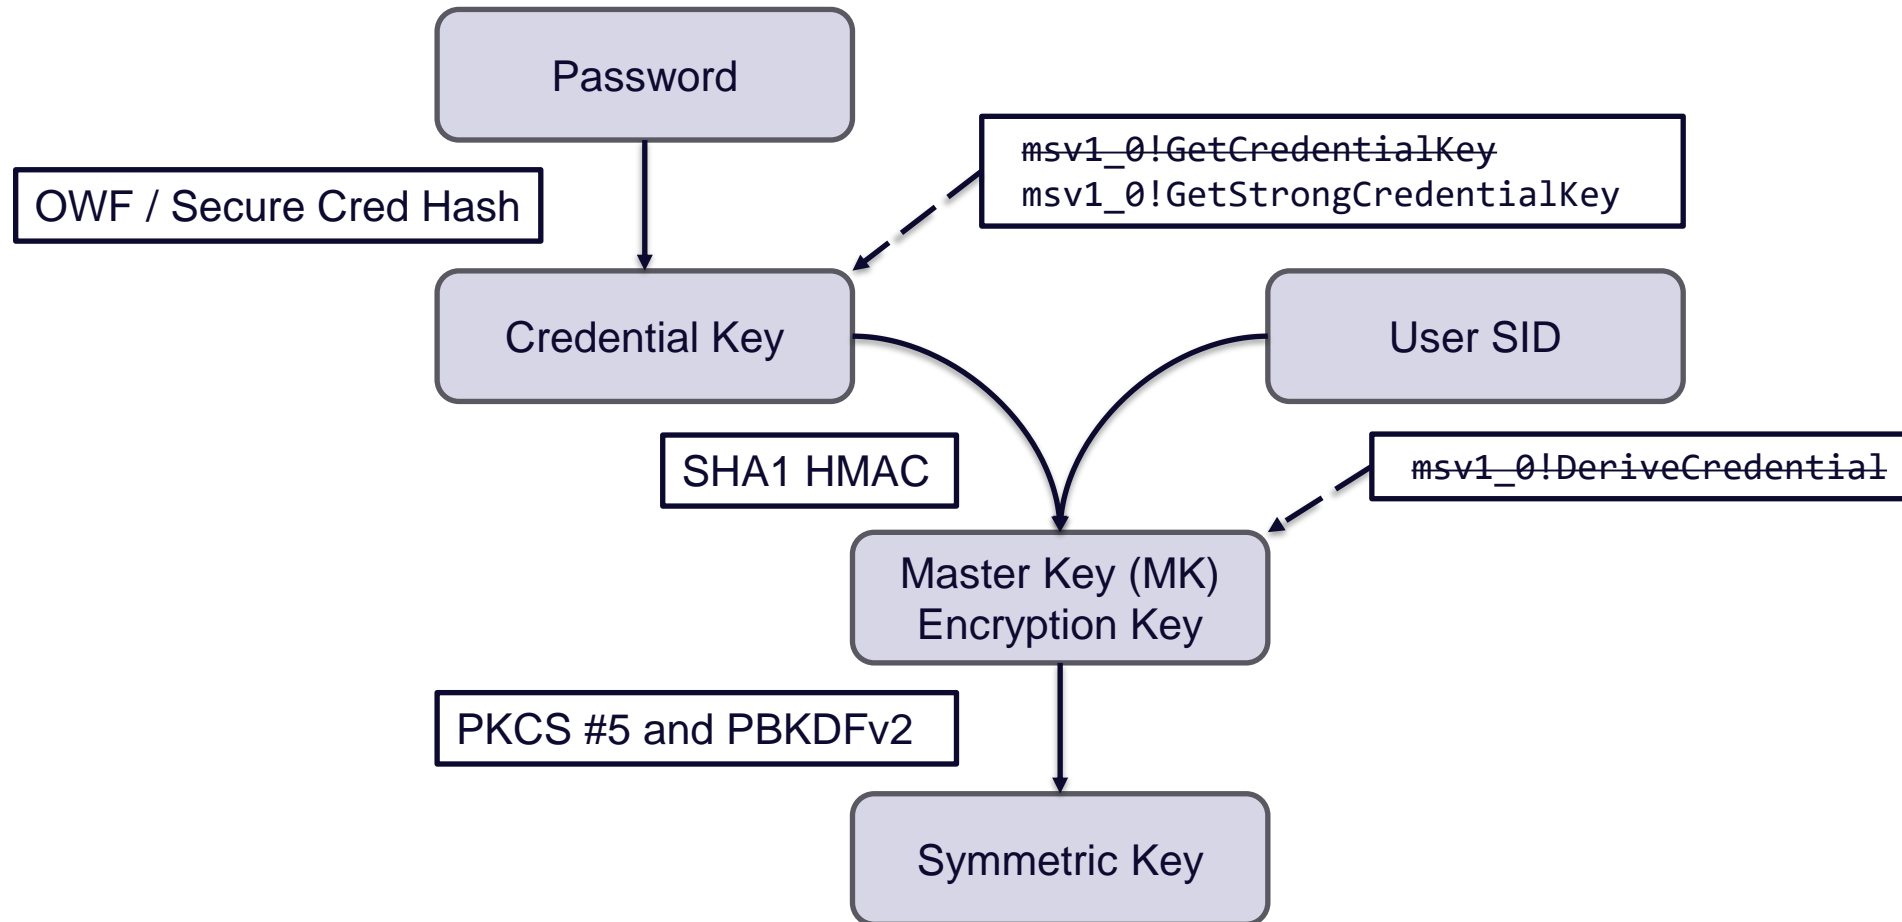 Password
msv1_0!GetCredentialKey
msv1_0!GetStrongCredentialKey
OWF / Secure Cred Hash
Credential Key
User SID
SHA1 HMAC
msv1_0!DeriveCredential
Master Key (MK)
Encryption Key
PKCS #5 and PBKDFv2
Symmetric Key